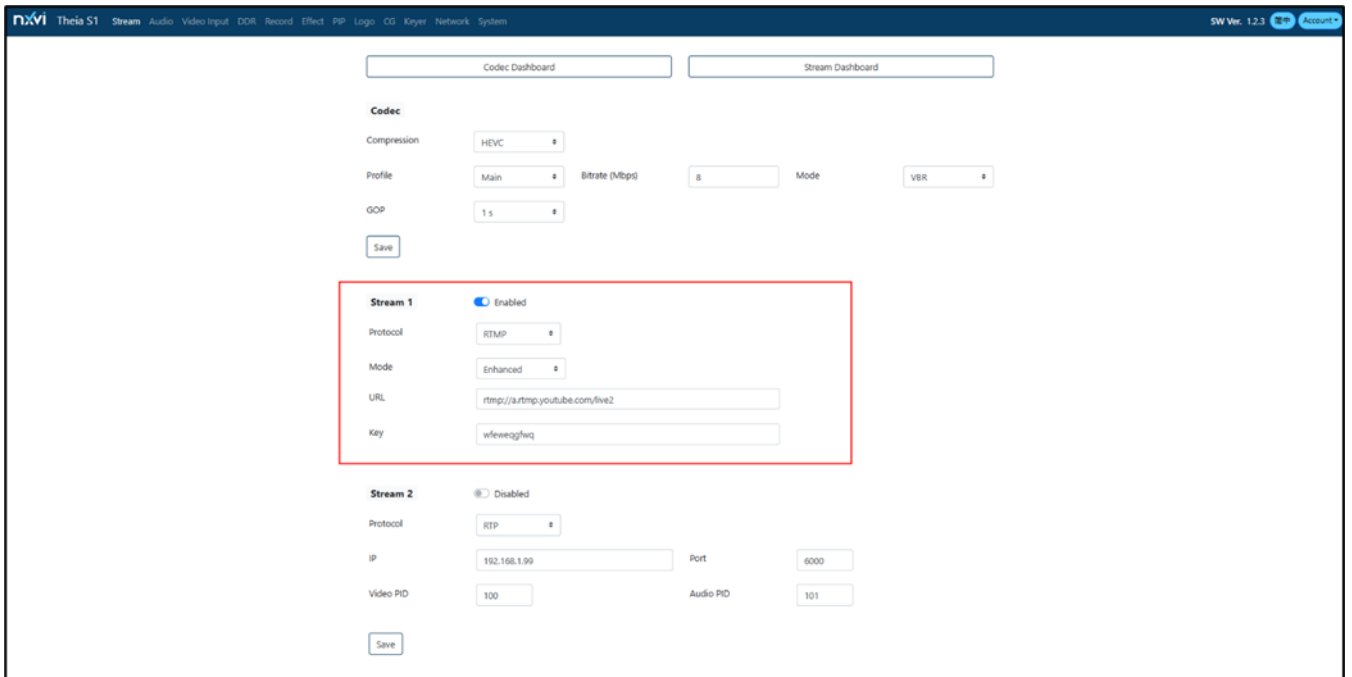 nxvi Theia S1 Stream Audio Video Input DDR Record Effect PIP Logo CG Keyer Network System SW Ver. 1.2.3 繁中 Account
Codec Dashboard Stream Dashboard
Codec
Compression HEVC
Profile Main Bitrate (Mbps) 8 Mode VBR
GOP 1 s
Save
Stream 1 Enabled
Protocol RTMP
Mode Enhanced
URL rtmp://a.rtmp.youtube.com/live2
Key wfeweqgfwq
Stream 2 Disabled
Protocol RTP
IP 192.168.1.99 Port 6000
Video PID 100 Audio PID 101
Save